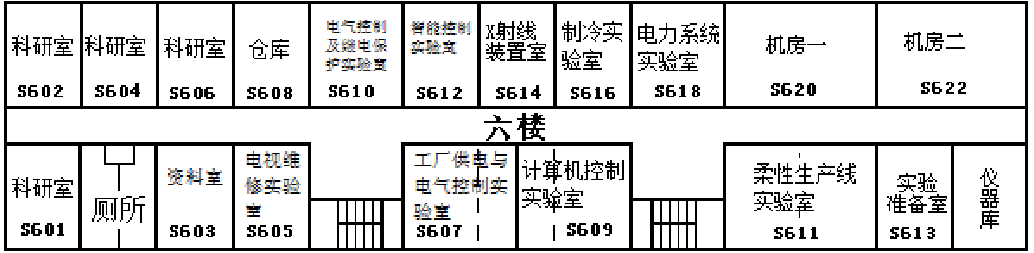 科研室
S602
科研室
S604
科研室
S606
仓库
S608
电气控制
及继电保
护实验室
S610
智能控制
实验室
S612
X射线
装置室
S614
制冷实
验室
S616
电力系统
实验室
S618
机房一
S620
机房二
S622
六楼
科研室
S601
厕所
资料室
S603
电视维
修实验
室
S605
工厂供电与
电气控制实
验室
S607
计算机控制
实验室
S609
柔性生产线
实验室
S611
实验
准备室
S613
仪
器
库